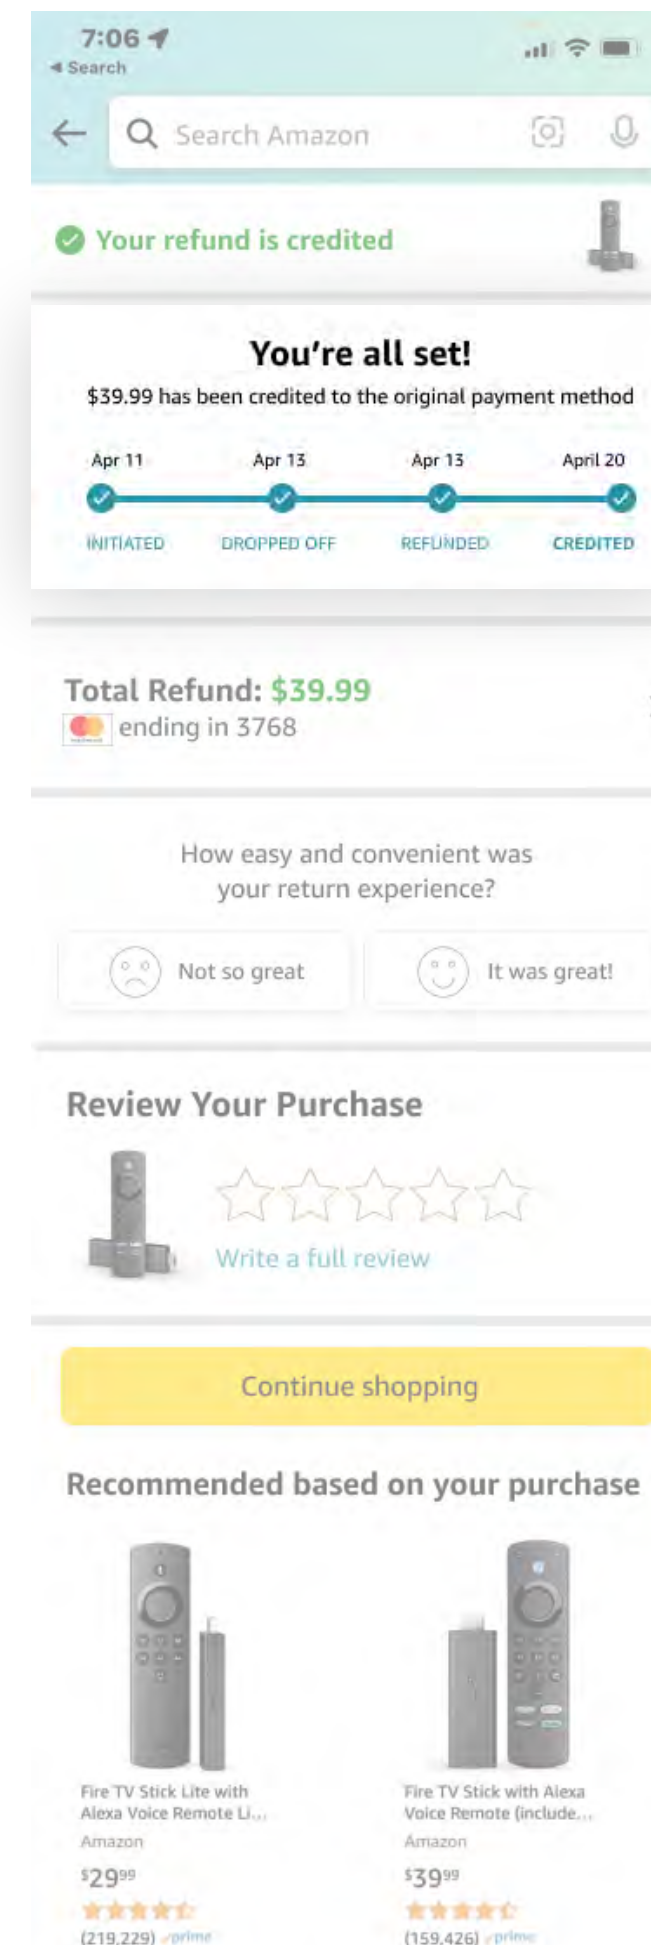 7:06
Search
Search Amazon
Your refund is credited
You're all set!
$39.99 has been credited to the original payment method
Apr 11 Apr 13 Apr 13 April 20
INITIATED DROPPED OFF REFUNDED CREDITED
Total Refund: $39.99
ending in 3768
How easy and convenient was
your return experience?
Not so great It was great!
Review Your Purchase
Write a full review
Continue shopping
Recommended based on your purchase
Fire TV Stick Lite with
Alexa Voice Remote Li...
Amazon
$29.99
(219,229) prime
Fire TV Stick with Alexa
Voice Remote (include...
Amazon
$39.99
(159,426) prime